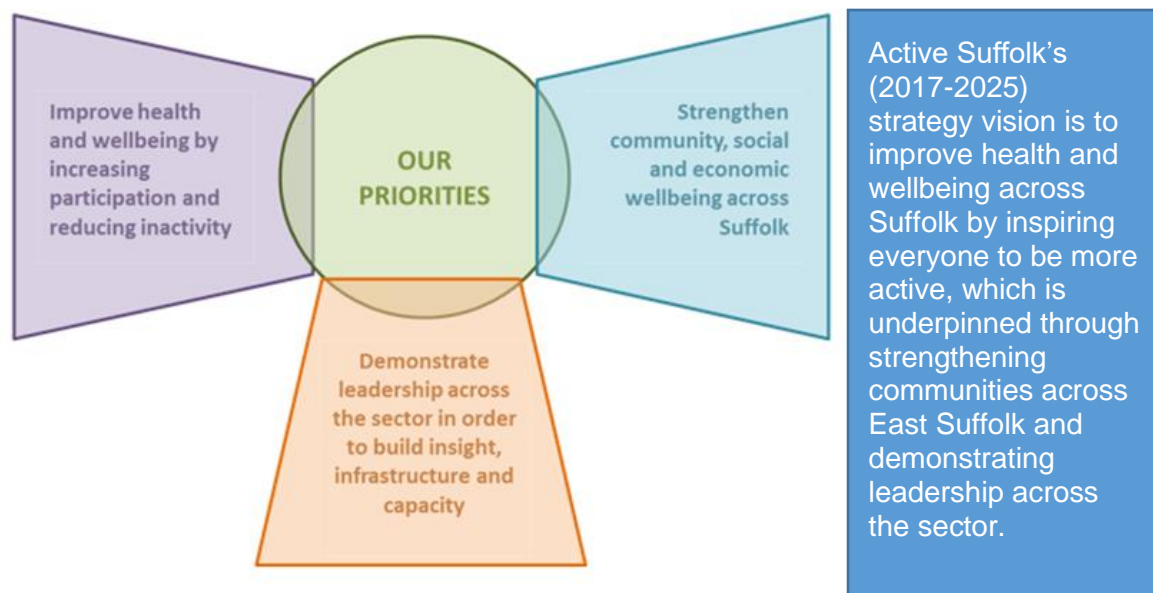 Improve health
and wellbeing by
increasing
participation and
reducing inactivity
OUR
PRIORITIES
Strengthen
community, social
and economic
wellbeing across
Suffolk
Demonstrate
leadership across
the sector in order
to build insight,
infrastructure and
capacity
Active Suffolk’s
(2017-2025)
strategy vision is to
improve health and
wellbeing across
Suffolk by inspiring
everyone to be more
active, which is
underpinned through
strengthening
communities across
East Suffolk and
demonstrating
leadership across
the sector.